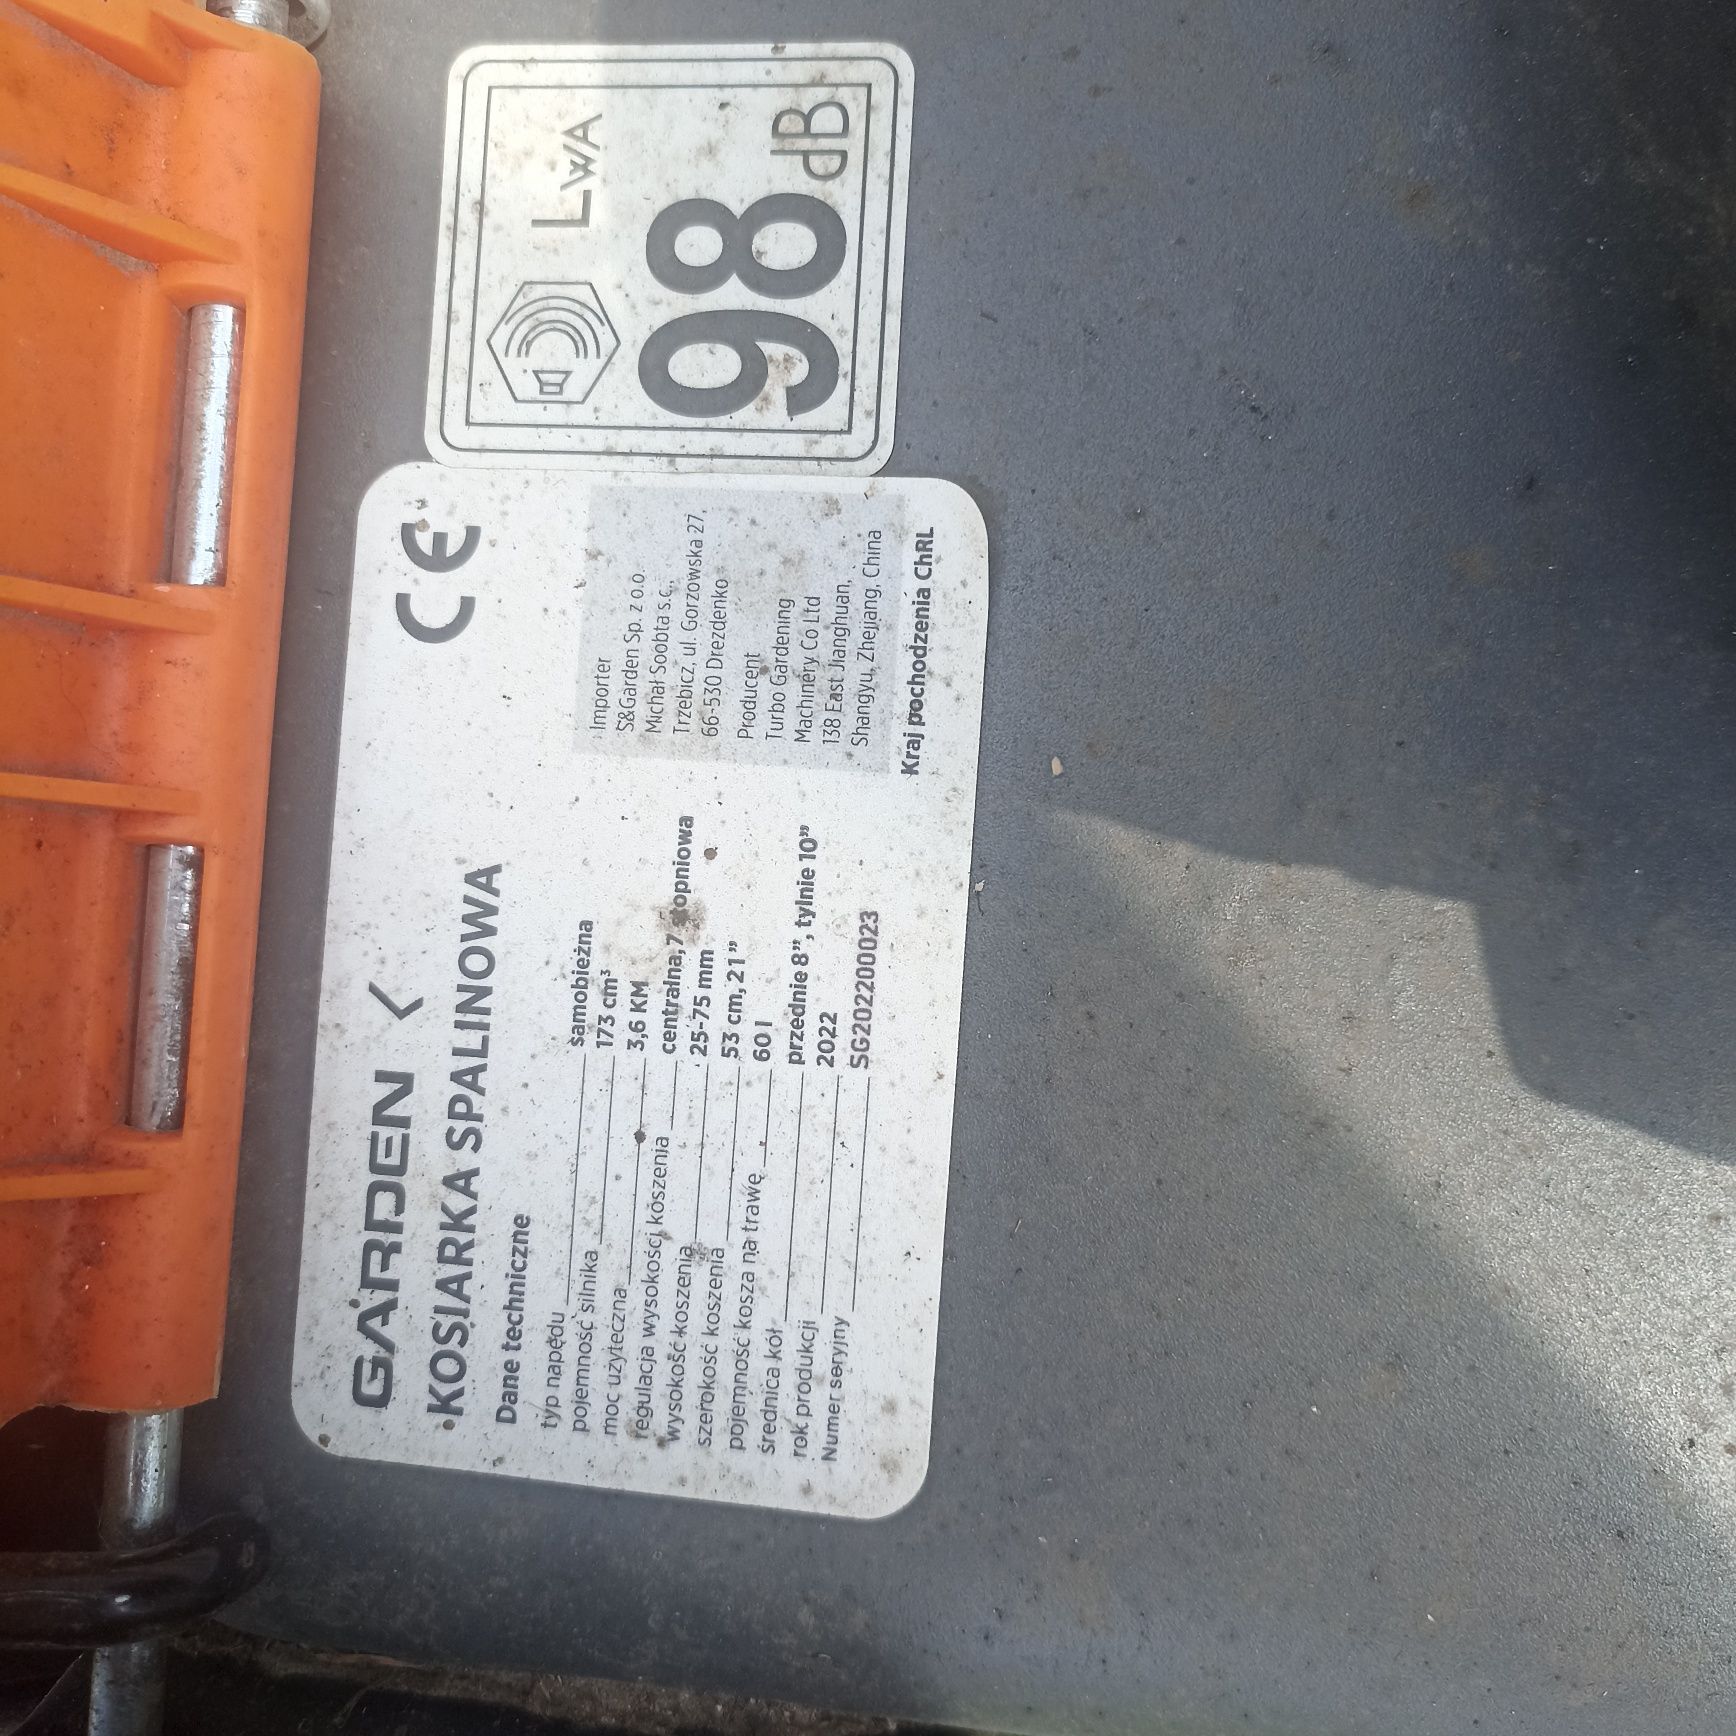 GARDEN
KOSIARKA SPALINOWA
CE
Dane techniczne
typ napędu samobieżna
pojemność silnika 173 cm³
moc użyteczna 3,6 KM
regulacja wysokości koszenia centralna, 7 stopniowa
wysokość koszenia 25-75 mm
szerokość koszenia 53 cm, 21"
pojemność kosza na trawę 60 l
średnica kół przednie 8", tylnie 10"
rok produkcji 2022
Numer seryjny SG2022200023
Importer
S&Garden Sp. z o.o.
Michał Soobta s.c.,
Trzebicz, ul. Gorzowska 27,
66-530 Drezdenko
Producent
Turbo Gardening
Machinery Co Ltd
138 East Jianghuan,
Shangyu, Zhejiang, China
Kraj pochodzenia ChRL
LWA
98
dB